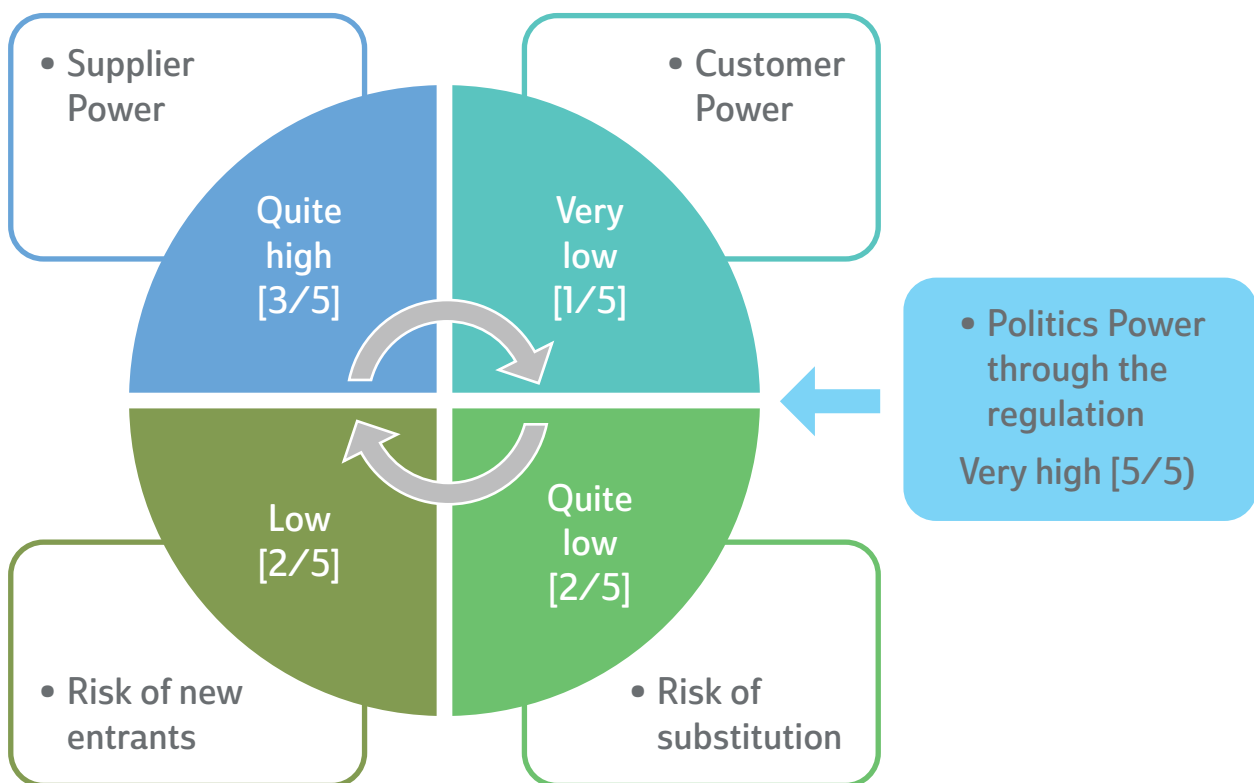 • Supplier
Power
• Customer
Power
Quite
high
[3/5]
Very
low
[1/5]
• Politics Power
through the
regulation
Very high [5/5)
Low
[2/5]
Quite
low
[2/5]
• Risk of new
entrants
• Risk of
substitution